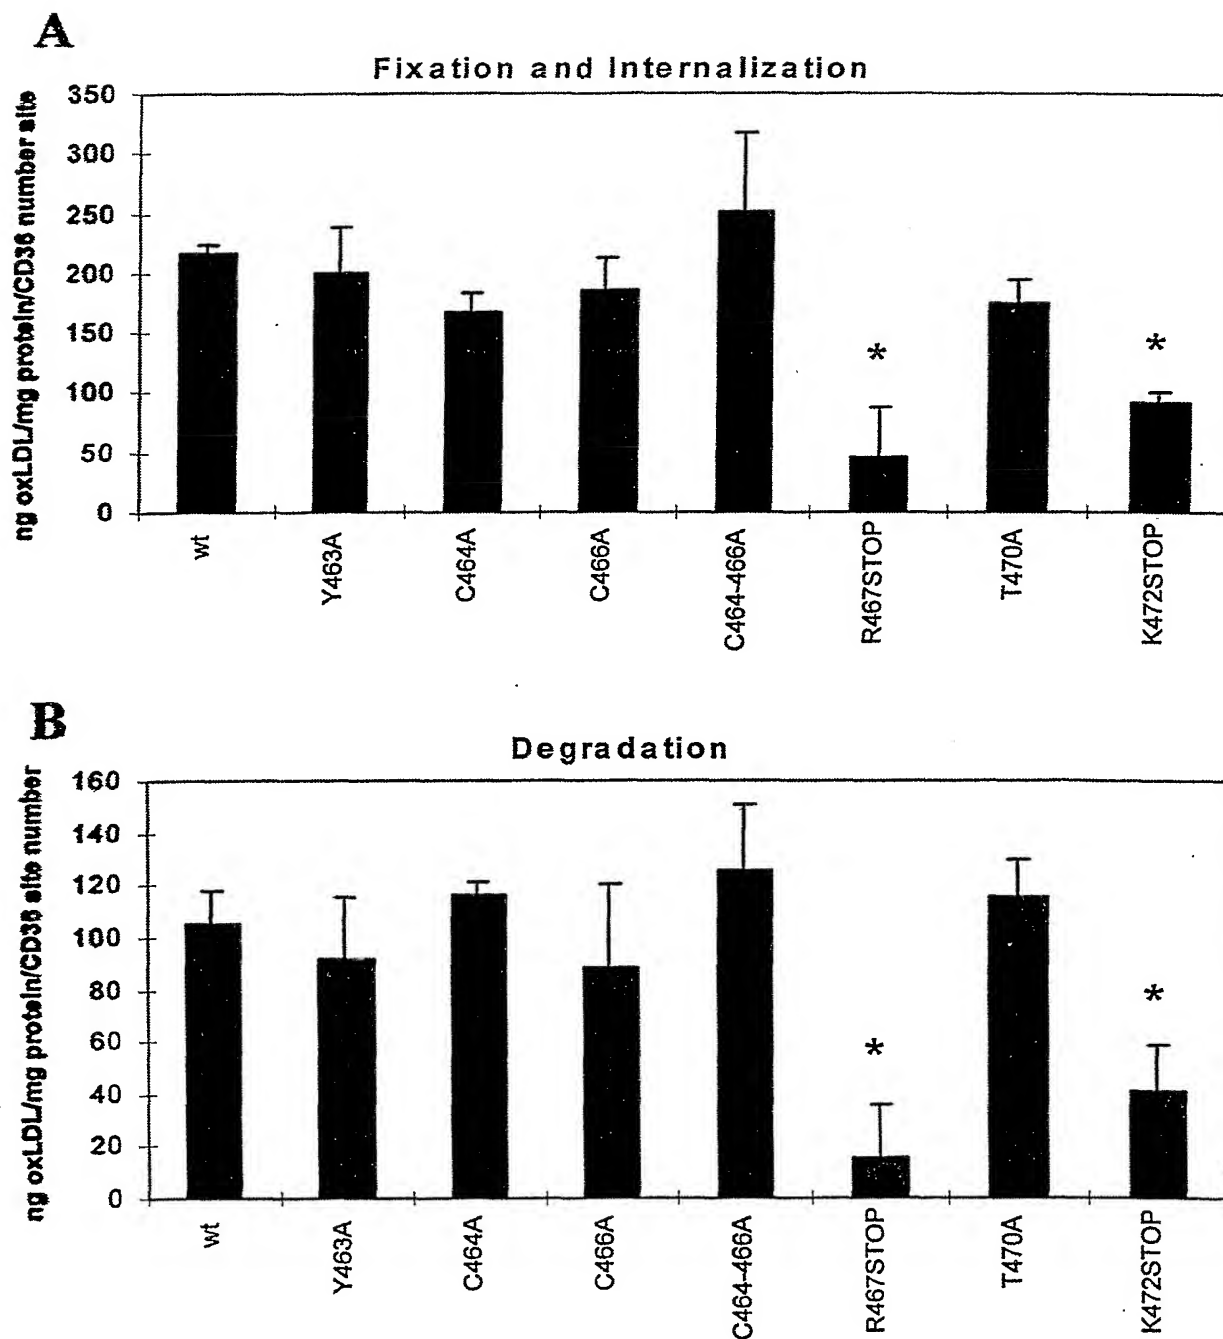 A
Fixation and Internalization
ng oxLDL/mg protein/CD36 number site
350
300
250
200
150
100
50
0
*
*
wt
Y463A
C464A
C466A
C464-466A
R467STOP
T470A
K472STOP
B
Degradation
ng oxLDL/mg protein/CD36 site number
160
140
120
100
80
60
40
20
0
*
*
wt
Y463A
C464A
C466A
C464-466A
R467STOP
T470A
K472STOP